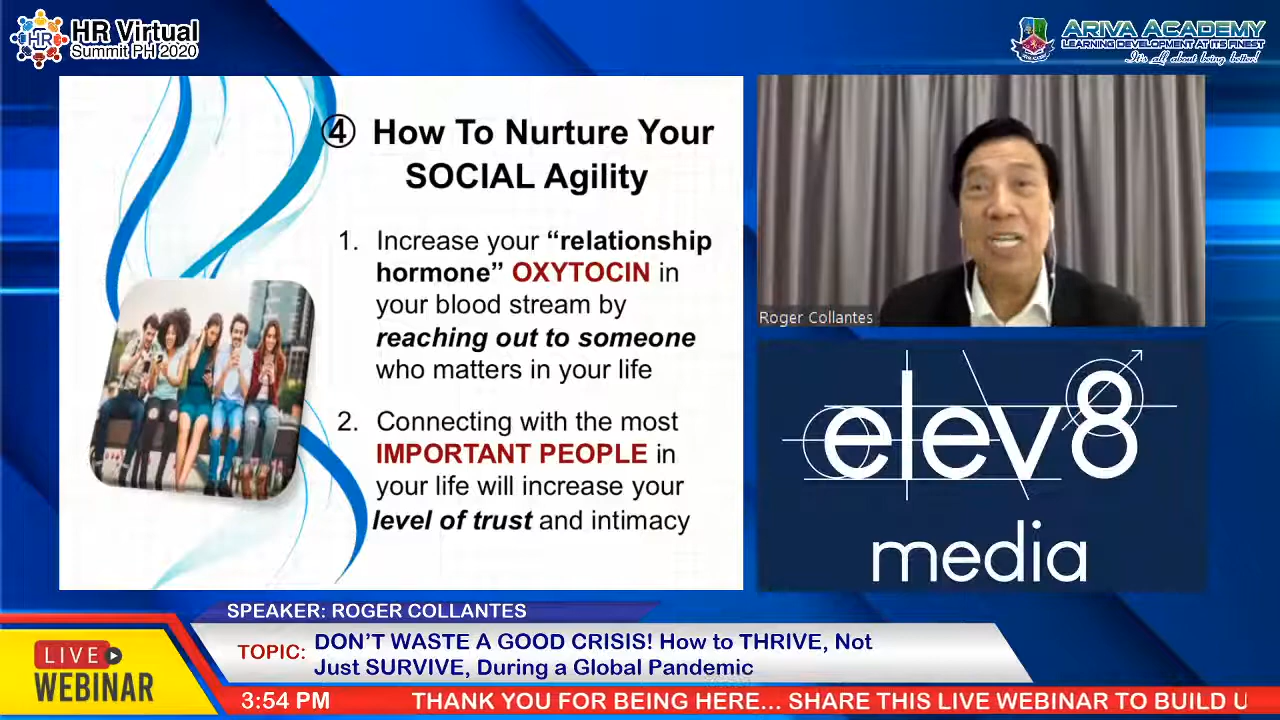 HR Virtual
Summit PH 2020
HR
ARIVA ACADEMY
LEARNING DEVELOPMENT AT ITS FINEST
It's all about being better!
④ How To Nurture Your
SOCIAL Agility
1. Increase your “relationship
hormone” OXYTOCIN in
your blood stream by
reaching out to someone
who matters in your life
2. Connecting with the most
IMPORTANT PEOPLE in
your life will increase your
level of trust and intimacy
Roger Collantes
elev8
media
SPEAKER: ROGER COLLANTES
TOPIC: DON’T WASTE A GOOD CRISIS! How to THRIVE, Not
Just SURVIVE, During a Global Pandemic
LIVE
WEBINAR
3:54 PM
THANK YOU FOR BEING HERE... SHARE THIS LIVE WEBINAR TO BUILD U